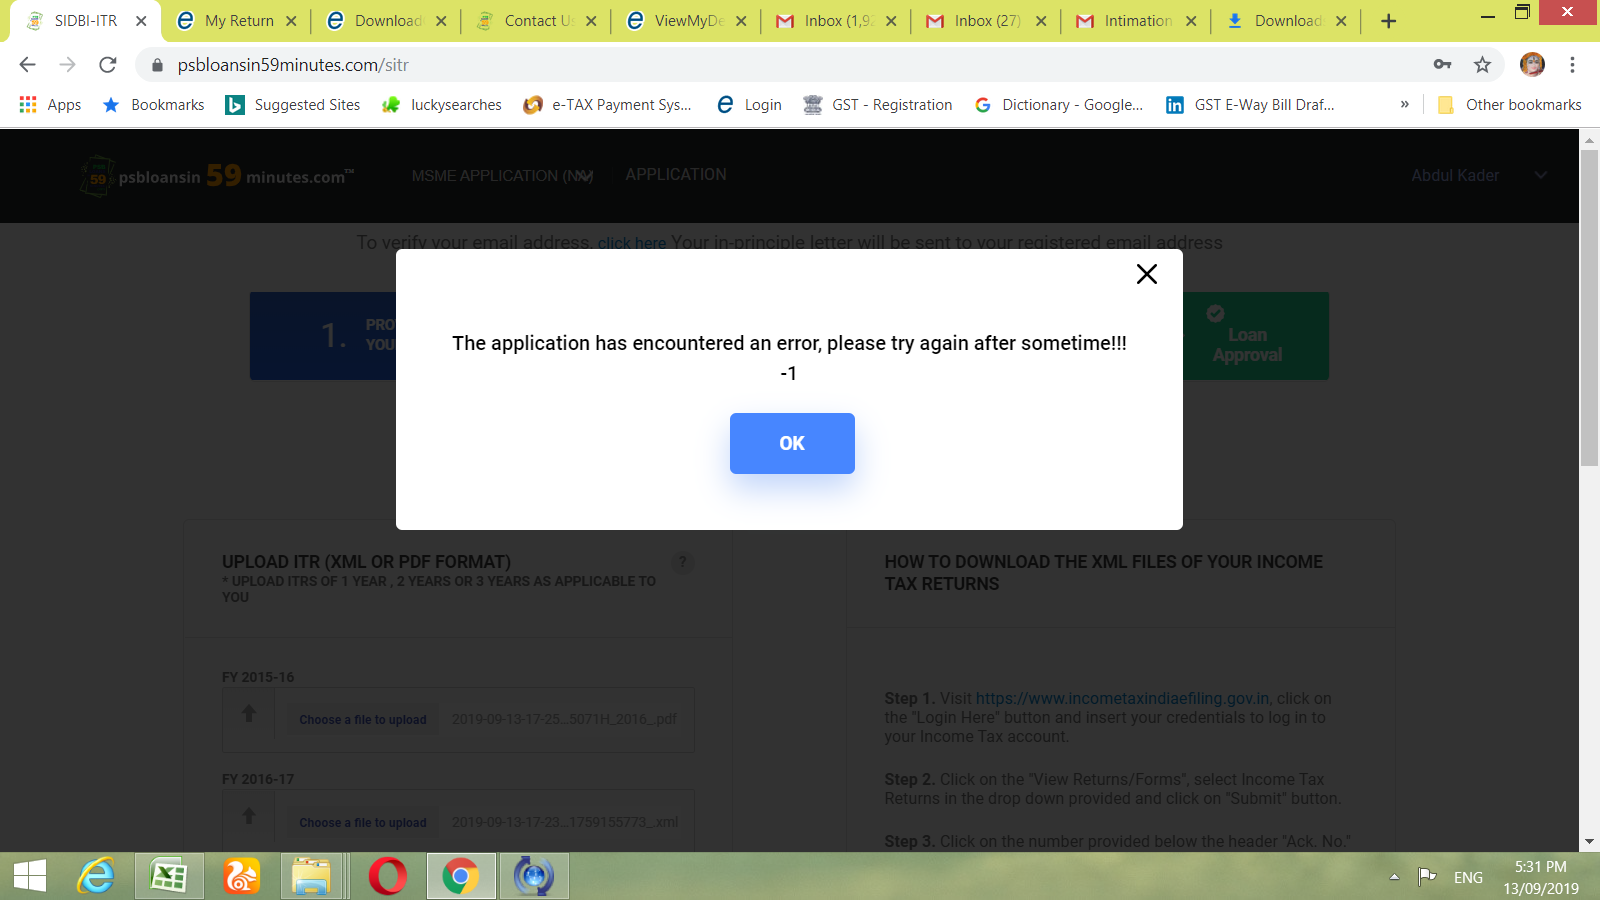 SIDBI-ITR
My Return
Download
Contact Us
ViewMyDe
Inbox (1,92
Inbox (27)
Intimation
Download
psbloansin59minutes.com/sitr
Apps
Bookmarks
Suggested Sites
luckysearches
e-TAX Payment Sys...
Login
GST - Registration
Dictionary - Google...
GST E-Way Bill Draf...
»
Other bookmarks
psbloansin 59 minutes.com™
MSME APPLICATION
APPLICATION
Abdul Kader
To verify your email address, click here Your in-principle letter will be sent to your registered email address
1.
PRO
YOU
Loan
Approval
The application has encountered an error, please try again after sometime!!!
-1
OK
UPLOAD ITR (XML OR PDF FORMAT)
?
* UPLOAD ITRS OF 1 YEAR , 2 YEARS OR 3 YEARS AS APPLICABLE TO
YOU
FY 2015-16
Choose a file to upload
2019-09-13-17-25...5071H_2016_.pdf
FY 2016-17
Choose a file to upload
2019-09-13-17-23...1759155773_.xml
HOW TO DOWNLOAD THE XML FILES OF YOUR INCOME
TAX RETURNS
Step 1. Visit https://www.incometaxindiaefiling.gov.in, click on
the "Login Here" button and insert your credentials to log in to
your Income Tax account.
Step 2. Click on the "View Returns/Forms", select Income Tax
Returns in the drop down provided and click on "Submit" button.
Step 3. Click on the number provided below the header "Ack. No."
ENG
5:31 PM
13/09/2019